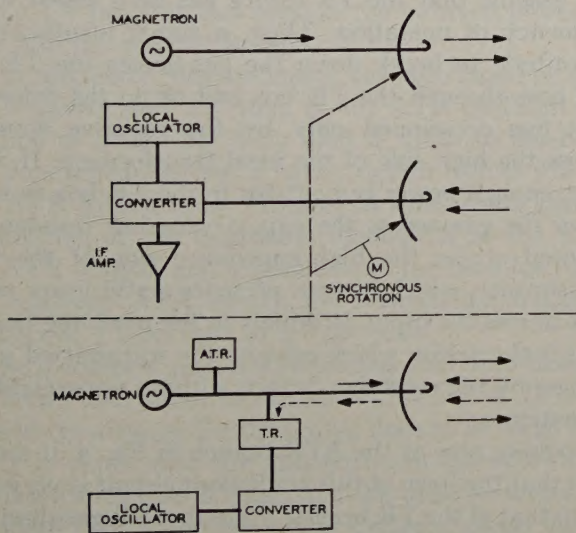 MAGNETRON
LOCAL
OSCILLATOR
CONVERTER
I.F.
AMP.
M
SYNCHRONOUS
ROTATION
A.T.R.
MAGNETRON
T.R.
LOCAL
OSCILLATOR
CONVERTER